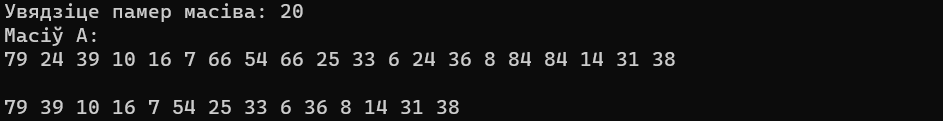 Увядзіце памер масіва: 20
Масіў A:
79 24 39 10 16 7 66 54 66 25 33 6 24 36 8 84 84 14 31 38
79 39 10 16 7 54 25 33 6 36 8 14 31 38